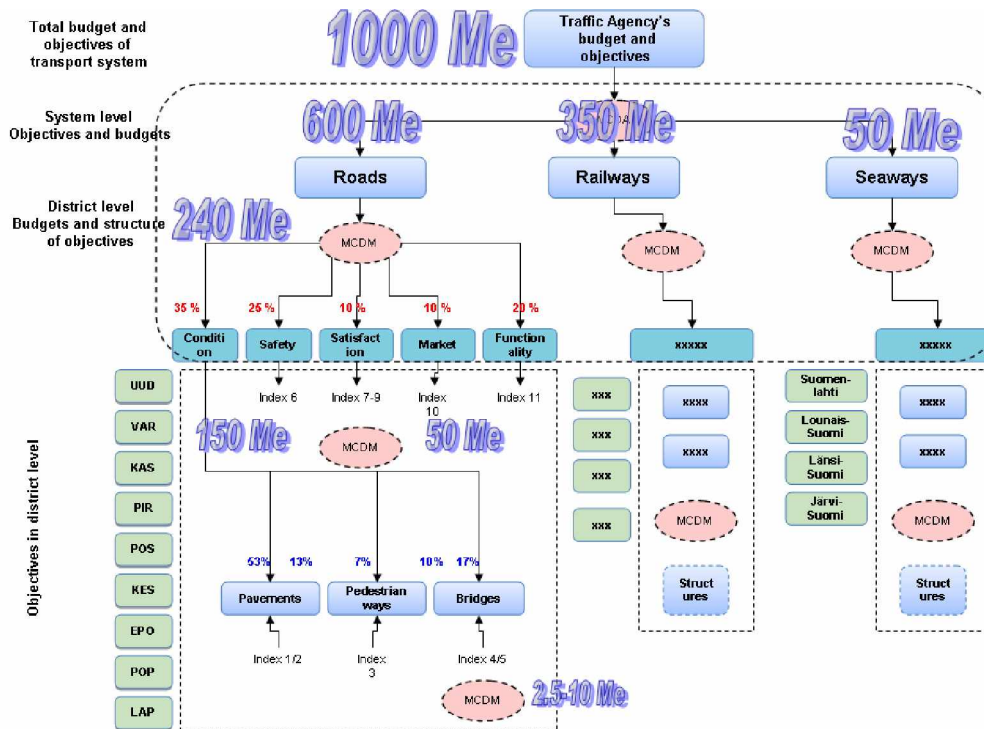 Total budget and
objectives of
transport system
1000 Me
Traffic Agency's
budget and
objectives
System level
Objectives and budgets
600 Me
350 Me
50 Me
Roads
Railways
Seaways
District level
Budgets and structure
of objectives
240 Me
MCDM
MCDM
MCDM
35 %
25 %
10 %
10 %
20 %
Conditi
on
Safety
Satisfact
ion
Market
Function
ality
xxxxx
xxxxx
Index 6
Index 7-9
Index
10
Index 11
Objectives in district level
UUD
VAR
KAS
PIR
POS
KES
EPO
POP
LAP
150 Me
MCDM
50 Me
53%
13%
7%
10%
17%
Pavements
Pedestrian
ways
Bridges
Index 1/2
Index
3
Index 4/5
MCDM
2.5-10 Me
xxx
xxx
xxx
xxx
xxxx
xxxx
MCDM
Struct
ures
Suomen-
lahti
Lounais-
Suomi
Länsi-
Suomi
Järvi-
Suomi
xxxx
xxxx
MCDM
Struct
ures